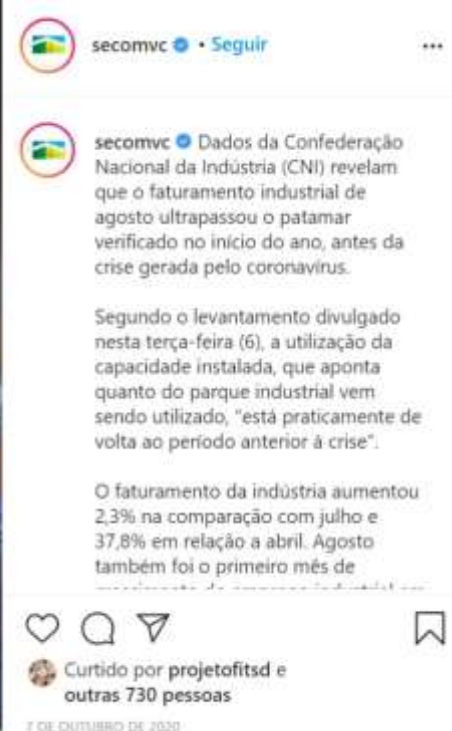 secomvc • Seguir
secomvc Dados da Confederação
Nacional da Indústria (CNI) revelam
que o faturamento industrial de
agosto ultrapassou o patamar
verificado no início do ano, antes da
crise gerada pelo coronavírus.
Segundo o levantamento divulgado
nesta terça-feira (6), a utilização da
capacidade instalada, que aponta
quanto do parque industrial vem
sendo utilizado, "está praticamente de
volta ao período anterior à crise".
O faturamento da indústria aumentou
2,3% na comparação com julho e
37,8% em relação a abril. Agosto
também foi o primeiro mês de
Curtido por projetofitsd e
outras 730 pessoas
7 DE OUTUBRO DE 2020